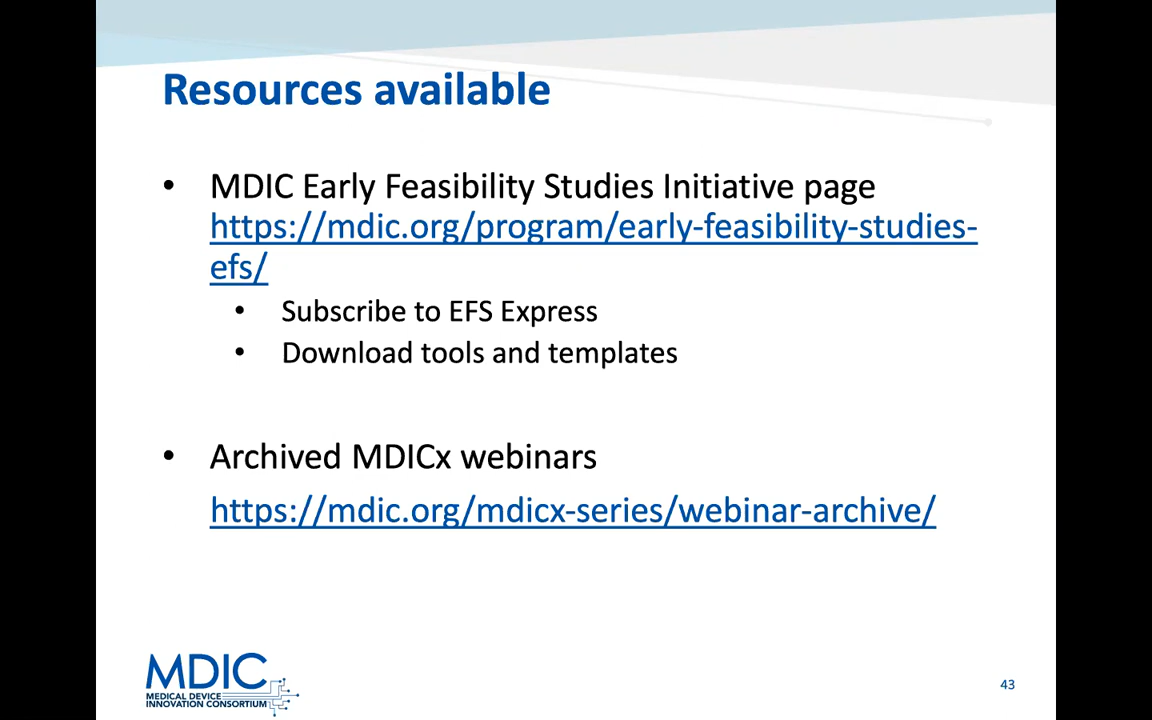 Resources available
• MDIC Early Feasibility Studies Initiative page
https://mdic.org/program/early-feasibility-studies-
efs/
• Subscribe to EFS Express
• Download tools and templates
• Archived MDICx webinars
https://mdic.org/mdicx-series/webinar-archive/
MDIC
MEDICAL DEVICE
INNOVATION CONSORTIUM
43